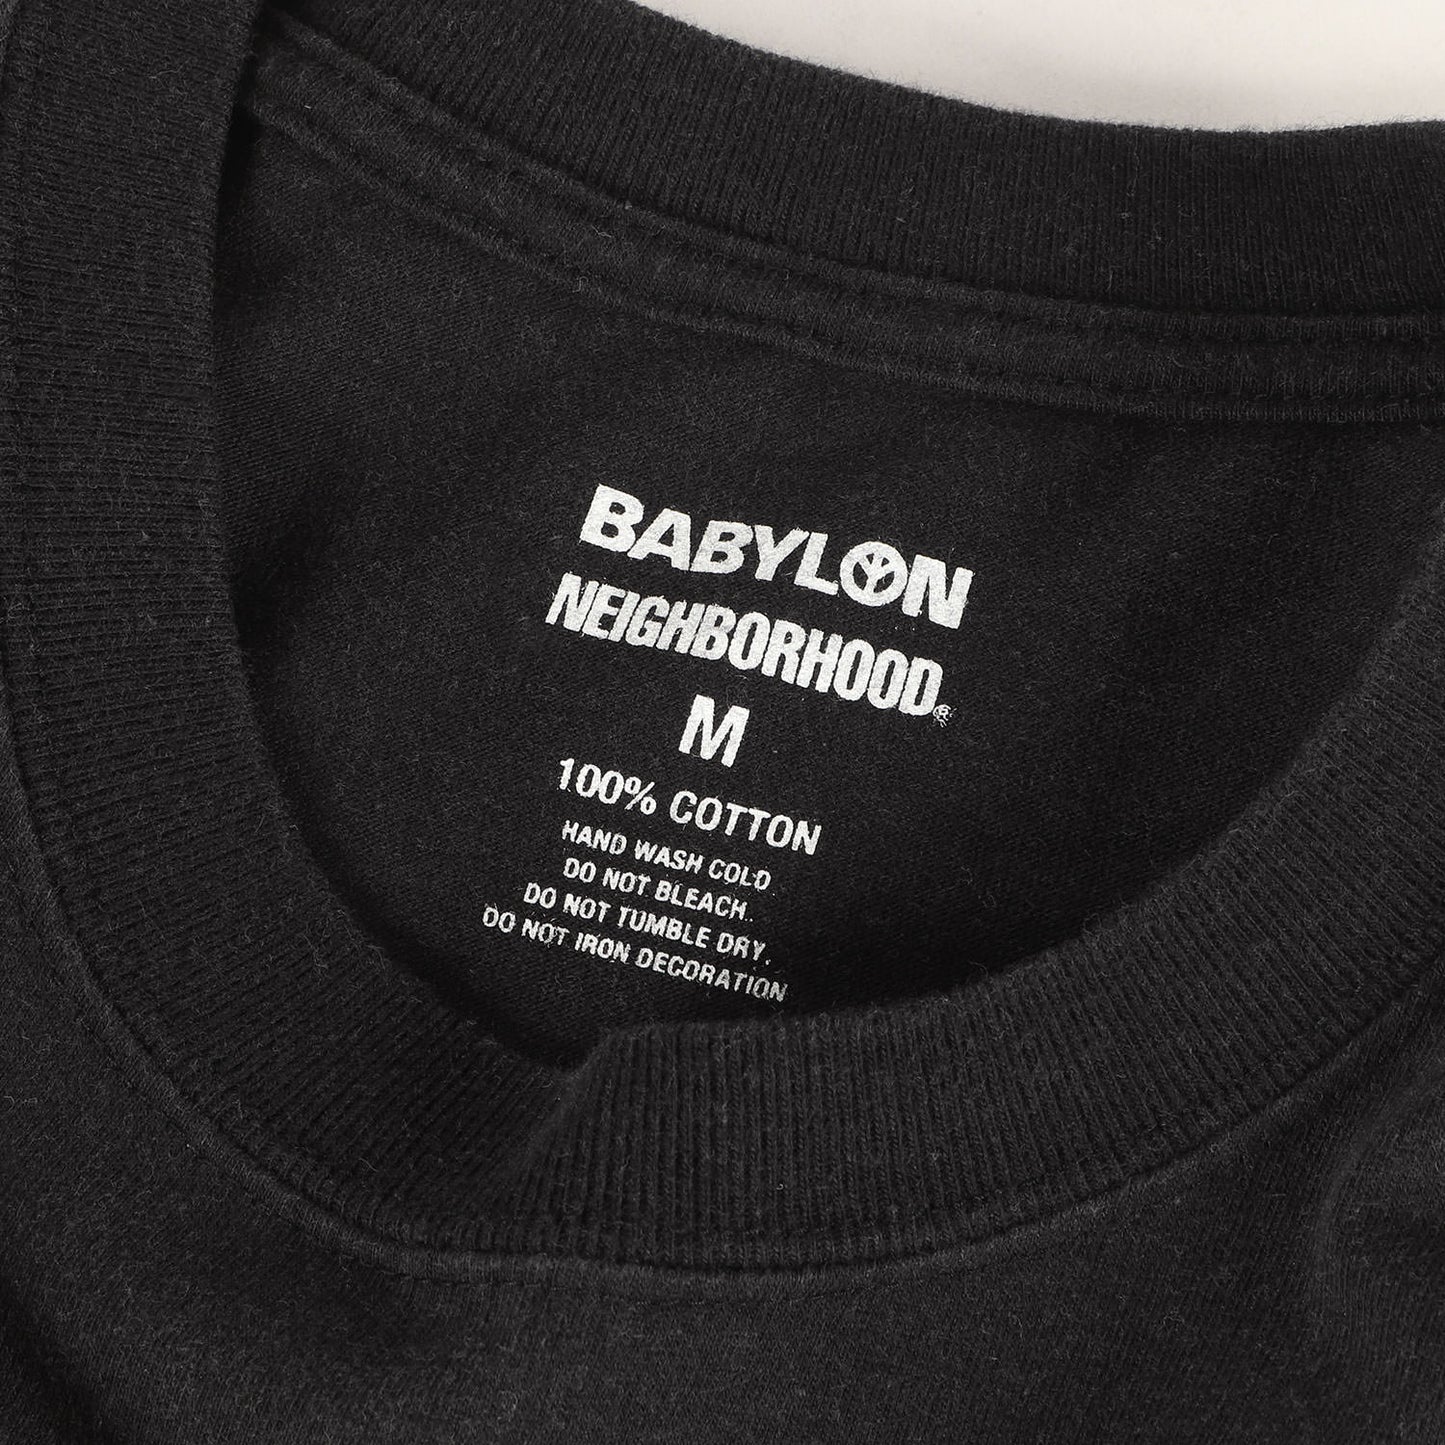 BABYLON
NEIGHBORHOOD®
M
100% COTTON
HAND WASH COLD.
DO NOT BLEACH.
DO NOT TUMBLE DRY.
DO NOT IRON DECORATION